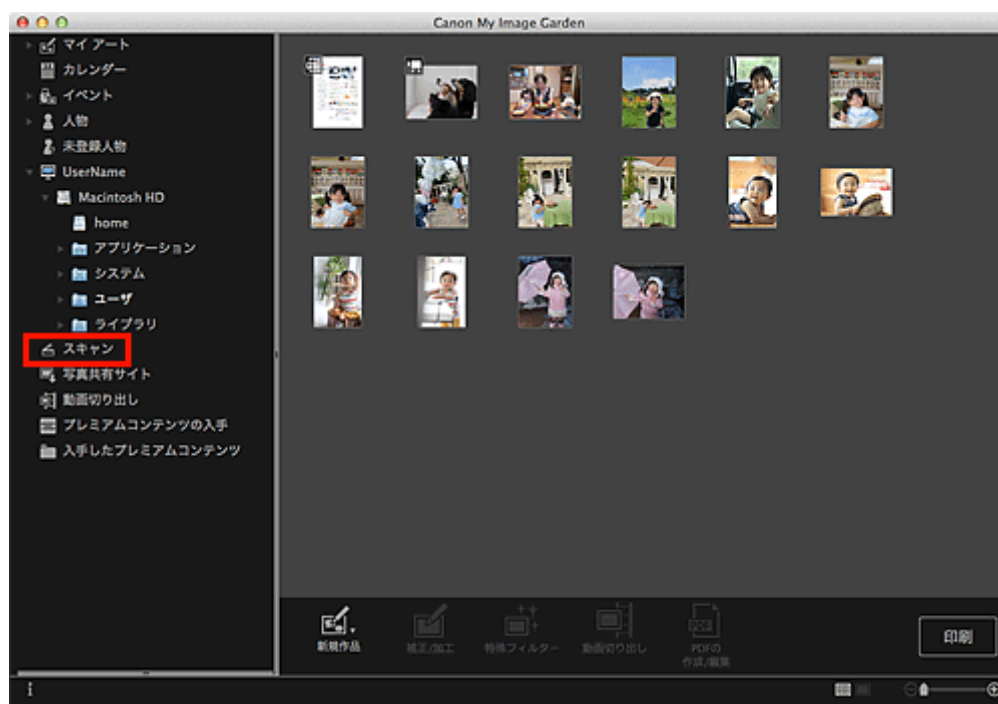 Canon My Image Garden
マイ アート
カレンダー
イベント
人物
未登録人物
UserName
Macintosh HD
home
アプリケーション
システム
ユーザ
ライブラリ
スキャン
写真共有サイト
動画切り出し
プレミアムコンテンツの入手
入手したプレミアムコンテンツ
新規作品
補正/加工
特殊フィルター
動画切り出し
PDFの
作成/編集
印刷